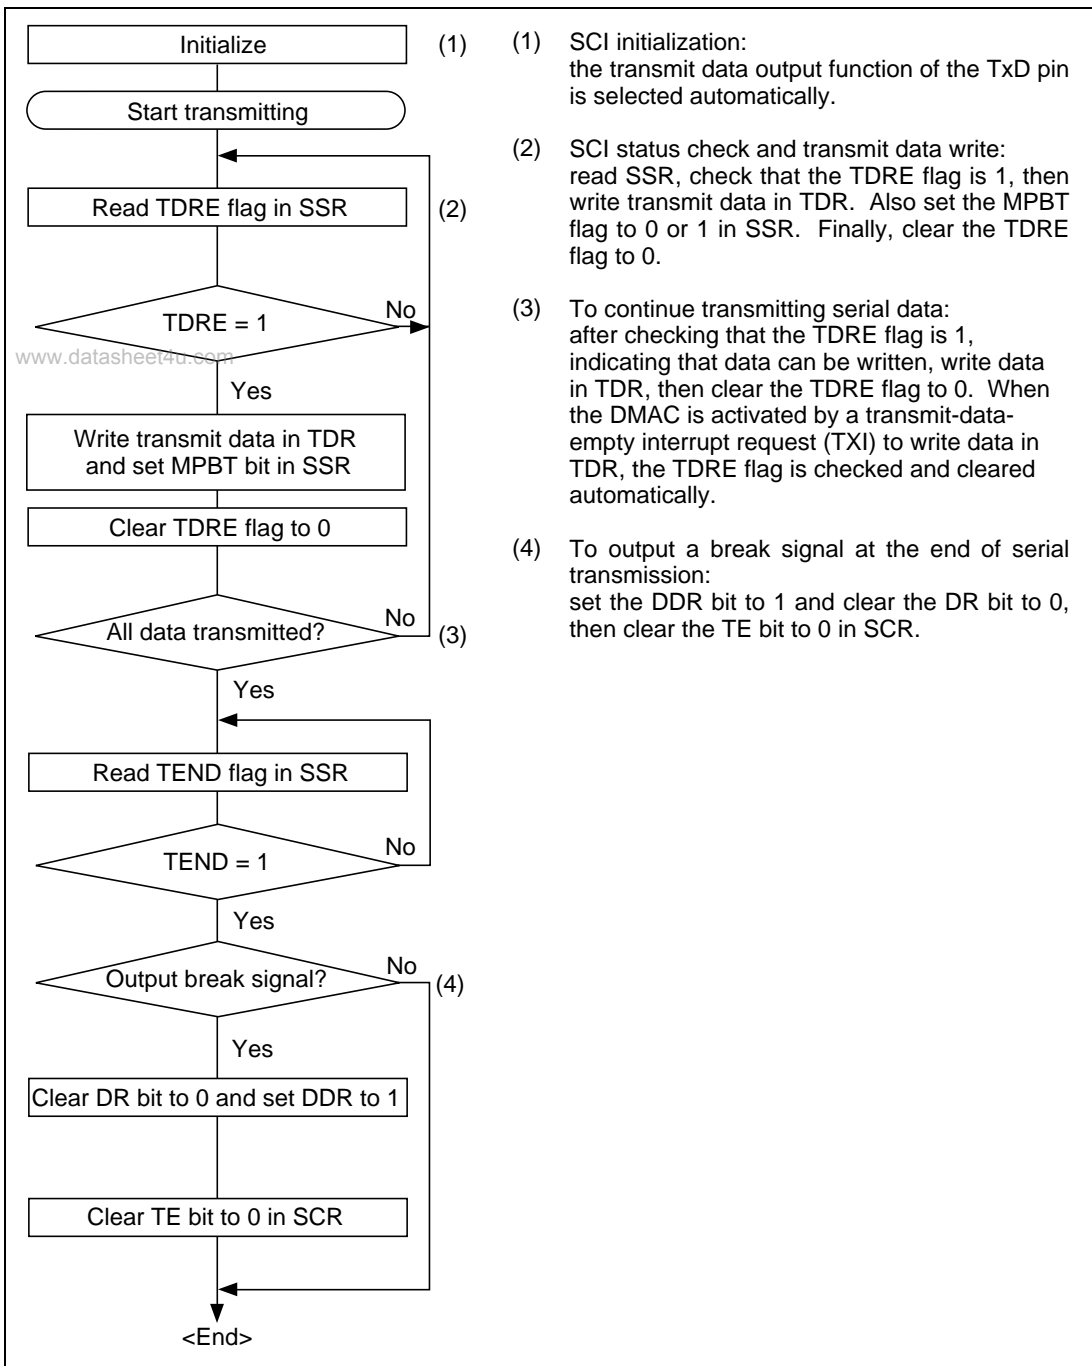 Initialize
(1)
Start transmitting
Read TDRE flag in SSR
(2)
TDRE = 1
No
www.datasheet4u.com
Yes
Write transmit data in TDR
and set MPBT bit in SSR
Clear TDRE flag to 0
All data transmitted?
No
(3)
Yes
Read TEND flag in SSR
TEND = 1
No
Yes
Output break signal?
No
(4)
Yes
Clear DR bit to 0 and set DDR to 1
Clear TE bit to 0 in SCR
<End>
(1) SCI initialization:
the transmit data output function of the TxD pin
is selected automatically.
(2) SCI status check and transmit data write:
read SSR, check that the TDRE flag is 1, then
write transmit data in TDR. Also set the MPBT
flag to 0 or 1 in SSR. Finally, clear the TDRE
flag to 0.
(3) To continue transmitting serial data:
after checking that the TDRE flag is 1,
indicating that data can be written, write data
in TDR, then clear the TDRE flag to 0. When
the DMAC is activated by a transmit-data-
empty interrupt request (TXI) to write data in
TDR, the TDRE flag is checked and cleared
automatically.
(4) To output a break signal at the end of serial
transmission:
set the DDR bit to 1 and clear the DR bit to 0,
then clear the TE bit to 0 in SCR.